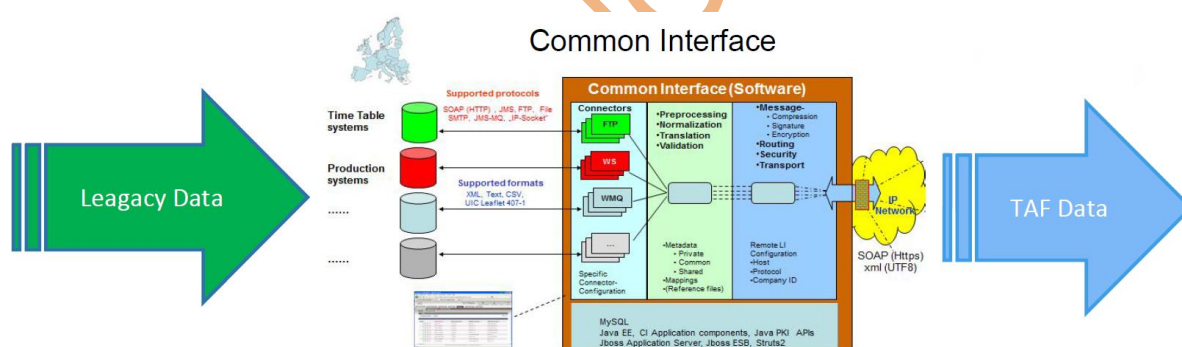 Common Interface
Leagacy Data
Supported protocols
SOAP (HTTP) , JMS, FTP, File
SMTP, JMS-MQ, „IP-Socket"
Time Table
systems
Production
systems
Supported formats
XML, Text, CSV,
UIC Leaflet 407-1
......
......
Common Interface (Software)
Connectors
FTP
WS
WMQ
...
Specific
Connector-
Configuration
•Preprocessing
•Normalization
•Translation
•Validation
•Metadata
• Private
• Common
• Shared
•Mappings
•(Reference files)
•Message-
• Compression
• Signature
• Encryption
•Routing
•Security
•Transport
Remote LI
Configuration
•Host
•Protocol
•Company ID
MySQL
Java EE, CI Application components, Java PKI APIs
Jboss Application Server, Jboss ESB, Struts2
IP
Network
SOAP (Https)
xml (UTF8)
TAF Data